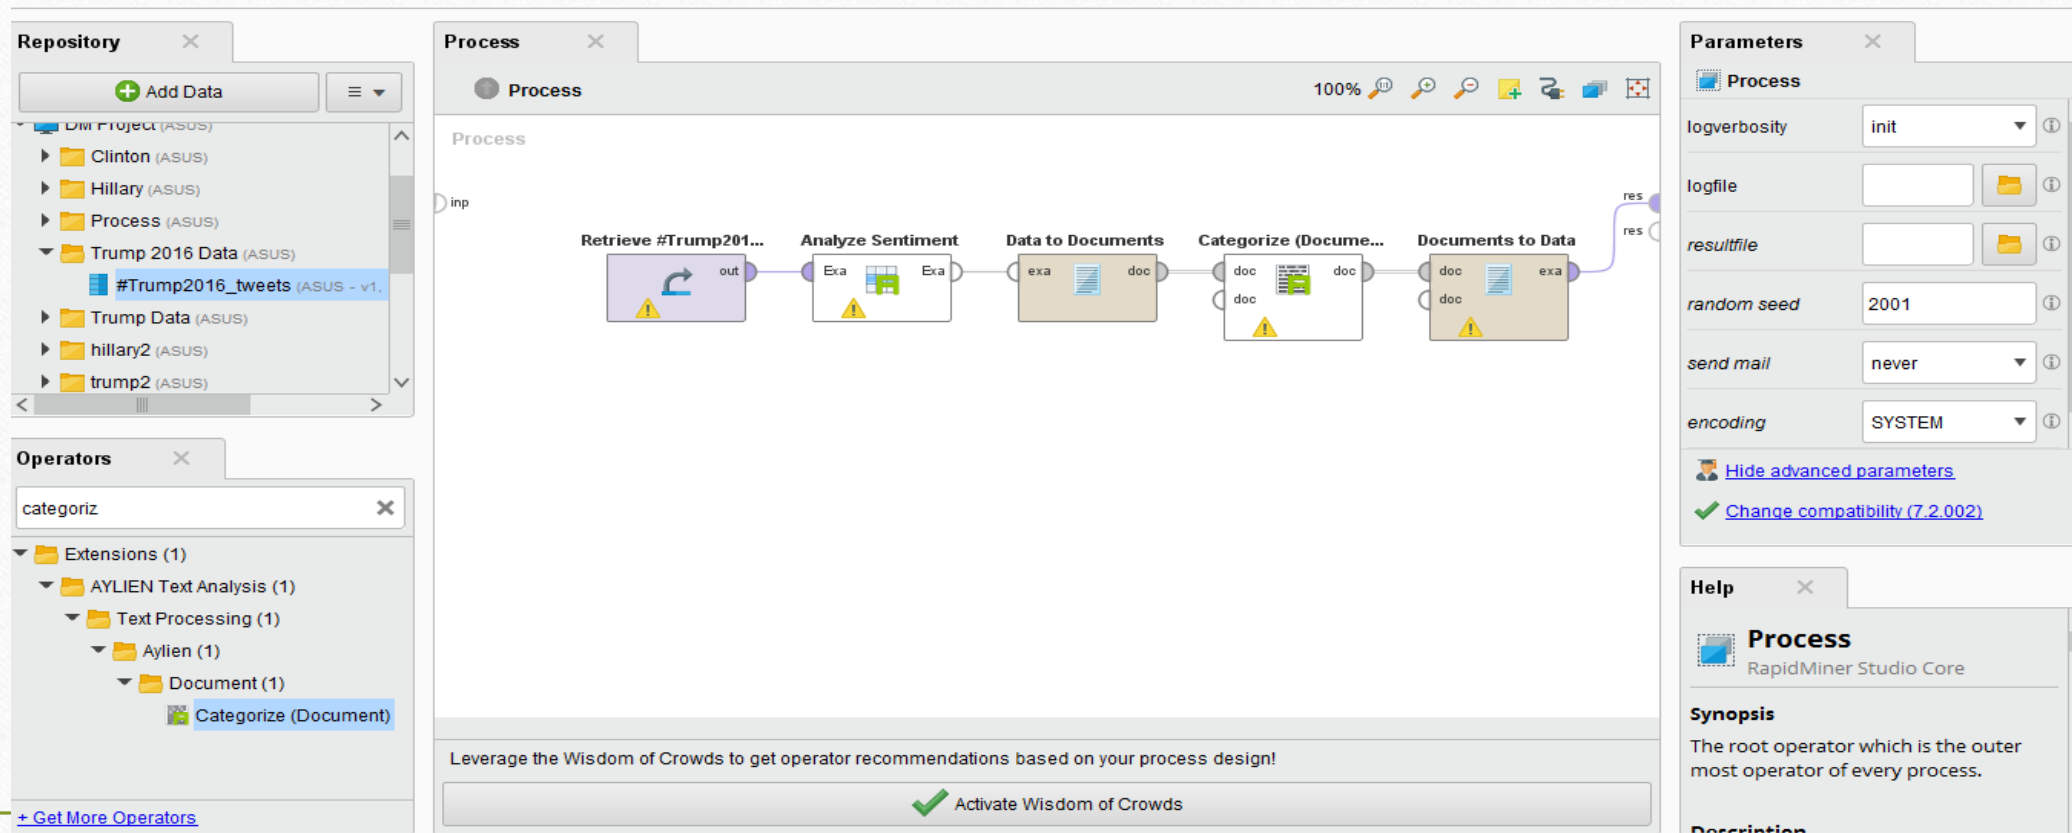 Repository
Add Data
DM Project (ASUS)
Clinton (ASUS)
Hillary (ASUS)
Process (ASUS)
Trump 2016 Data (ASUS)
#Trump2016_tweets (ASUS - v1,
Trump Data (ASUS)
hillary2 (ASUS)
trump2 (ASUS)
Operators
categoriz
Extensions (1)
AYLIEN Text Analysis (1)
Text Processing (1)
Aylien (1)
Document (1)
Categorize (Document)
+ Get More Operators
Process
Process
100%
Process
inp
res
res
Retrieve #Trump201...
out
Analyze Sentiment
Exa Exa
Data to Documents
exa doc
Categorize (Docume...
doc doc
doc
Documents to Data
doc exa
doc
Leverage the Wisdom of Crowds to get operator recommendations based on your process design!
Activate Wisdom of Crowds
Parameters
Process
logverbosity init
logfile
resultfile
random seed 2001
send mail never
encoding SYSTEM
Hide advanced parameters
Change compatibility (7.2.002)
Help
Process
RapidMiner Studio Core
Synopsis
The root operator which is the outer
most operator of every process.
Description